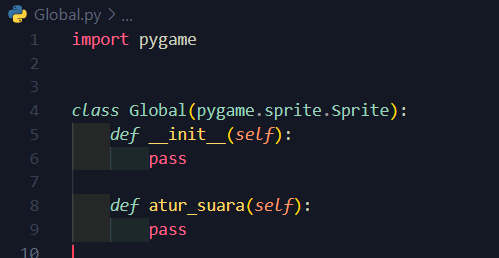 Global.py > ...
1 import pygame
2
3
4 class Global(pygame.sprite.Sprite):
5 def __init__(self):
6 pass
7
8 def atur_suara(self):
9 pass
10